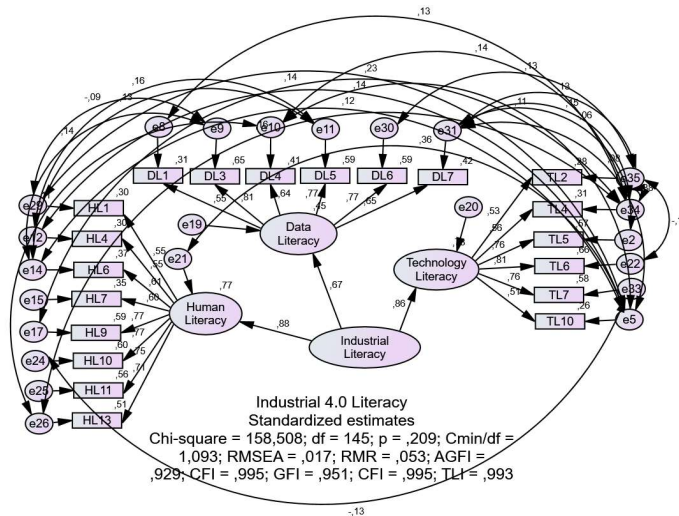 ,13
,14
,13
,23
,16
,14
,13
,13
,14
,15
-,09
,13
,12
,11
,06
,14
e8
e9
e10
e11
e30
e31
,36
,31
,65
,41
,59
,59
,42
DL1
DL3
DL4
DL5
DL6
DL7
TL2
e35
,30
,55
,81
,64
,77
,77
,65
,31
e29
HL1
TL4
e34
e19
Data
Literacy
e20
,53
e12
,30
HL4
e21
,76
TL5
e2
e14
,37
HL6
,55
,55
Technology
Literacy
,81
TL6
,66
e22
e15
,35
HL7
,61
,60
,77
,67
,76
TL7
,58
e33
e17
HL9
,59
,77
Human
Literacy
,86
,51
TL10
,26
e5
e24
HL10
,60
,77
,75
,88
Industrial
Literacy
e25
HL11
,56
,71
e26
HL13
,51
Industrial 4.0 Literacy
Standardized estimates
Chi-square = 158,508; df = 145; p = ,209; Cmin/df =
1,093; RMSEA = ,017; RMR = ,053; AGFI =
,929; CFI = ,995; GFI = ,951; CFI = ,995; TLI = ,993
-,13